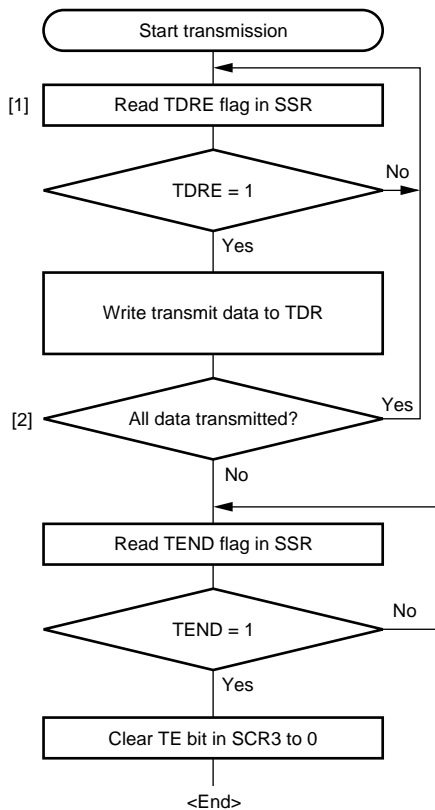 Start transmission
[1]
Read TDRE flag in SSR
No
TDRE = 1
Yes
Write transmit data to TDR
[2]
All data transmitted?
Yes
No
Read TEND flag in SSR
No
TEND = 1
Yes
Clear TE bit in SCR3 to 0
<End>